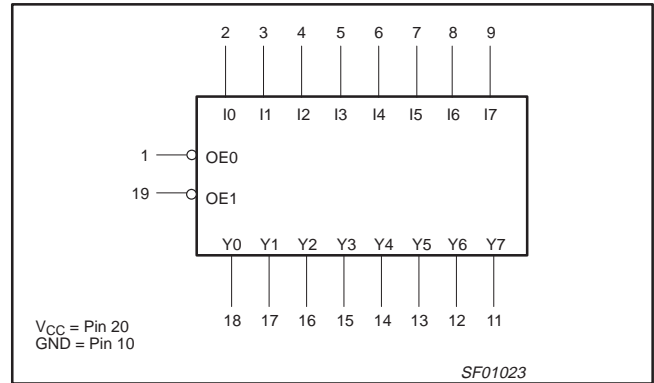 2 3 4 5 6 7 8 9
I0 I1 I2 I3 I4 I5 I6 I7
1 OE0
19 OE1
Y0 Y1 Y2 Y3 Y4 Y5 Y6 Y7
18 17 16 15 14 13 12 11
VCC = Pin 20
GND = Pin 10
SF01023